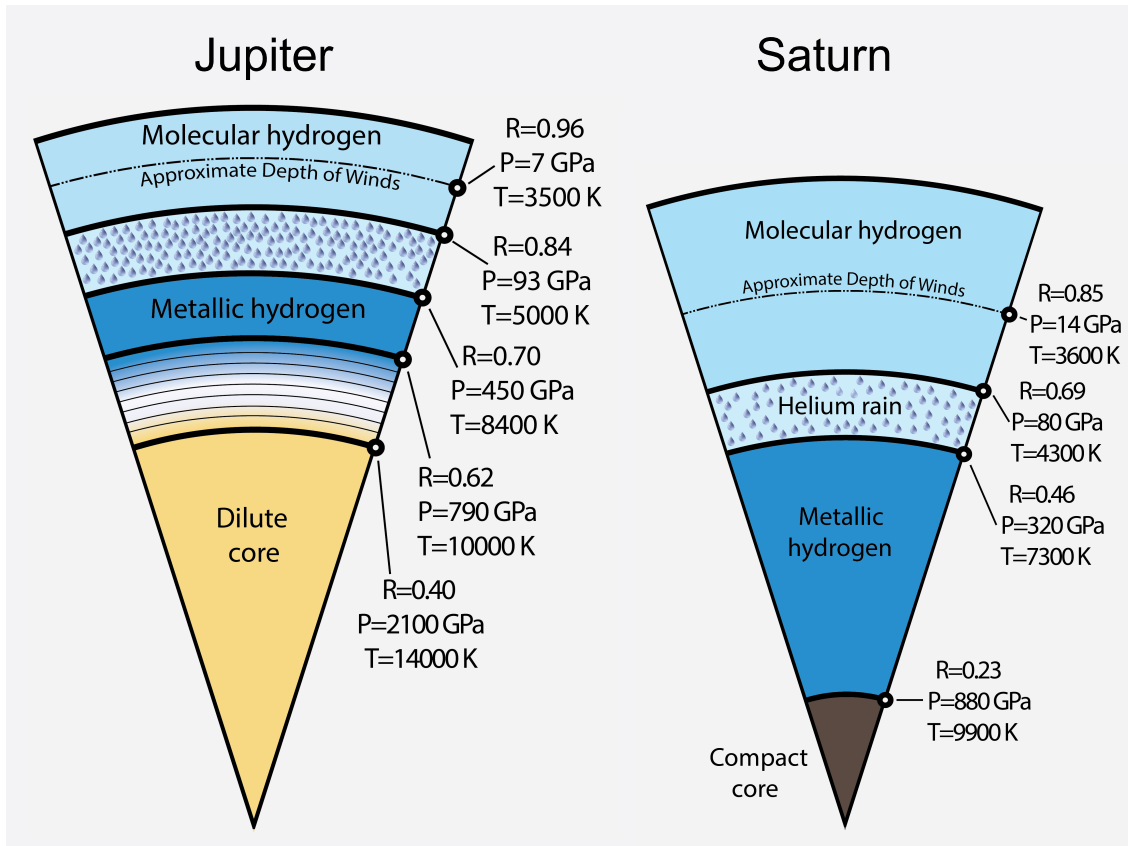 Jupiter
Molecular hydrogen
Approximate Depth of Winds
R=0.96
P=7 GPa
T=3500 K
R=0.84
P=93 GPa
T=5000 K
Metallic hydrogen
R=0.70
P=450 GPa
T=8400 K
R=0.62
P=790 GPa
T=10000 K
Dilute
core
R=0.40
P=2100 GPa
T=14000 K
Saturn
Molecular hydrogen
Approximate Depth of Winds
R=0.85
P=14 GPa
T=3600 K
R=0.69
P=80 GPa
T=4300 K
Helium rain
R=0.46
P=320 GPa
T=7300 K
Metallic
hydrogen
R=0.23
P=880 GPa
T=9900 K
Compact
core